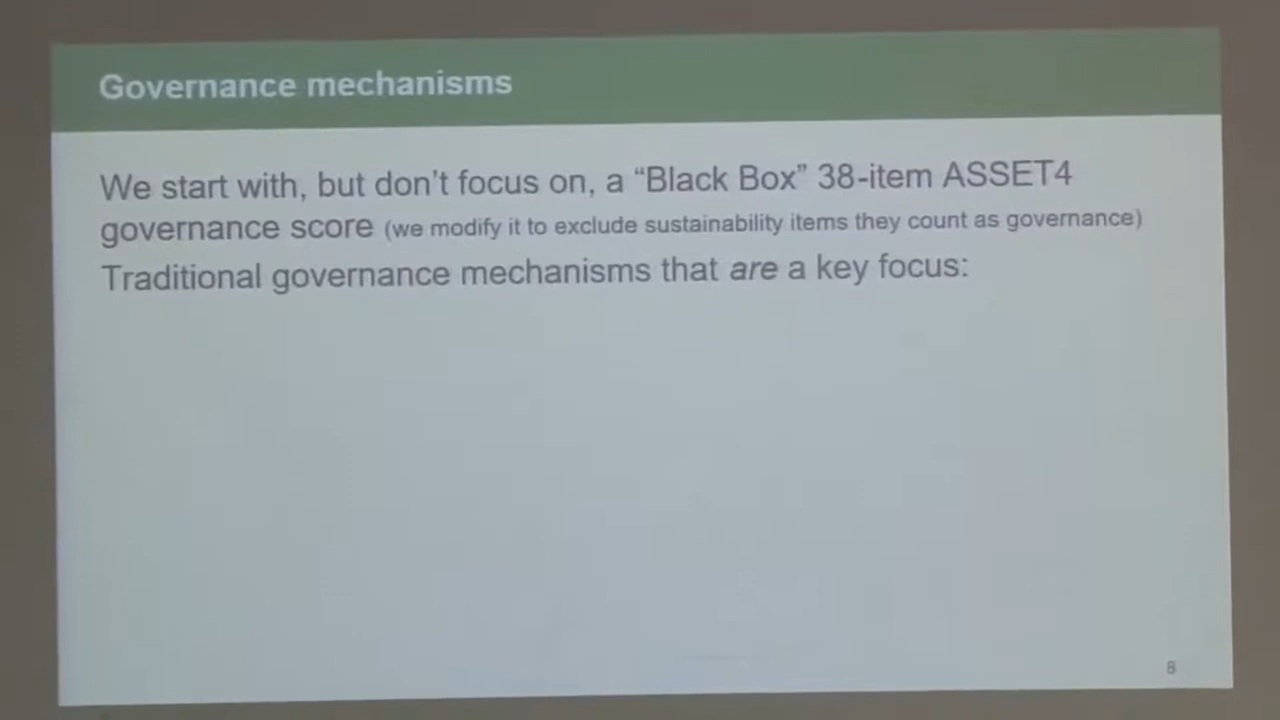 Governance mechanisms
We start with, but don't focus on, a “Black Box” 38-item ASSET4
governance score (we modify it to exclude sustainability items they count as governance)
Traditional governance mechanisms that are a key focus:
8